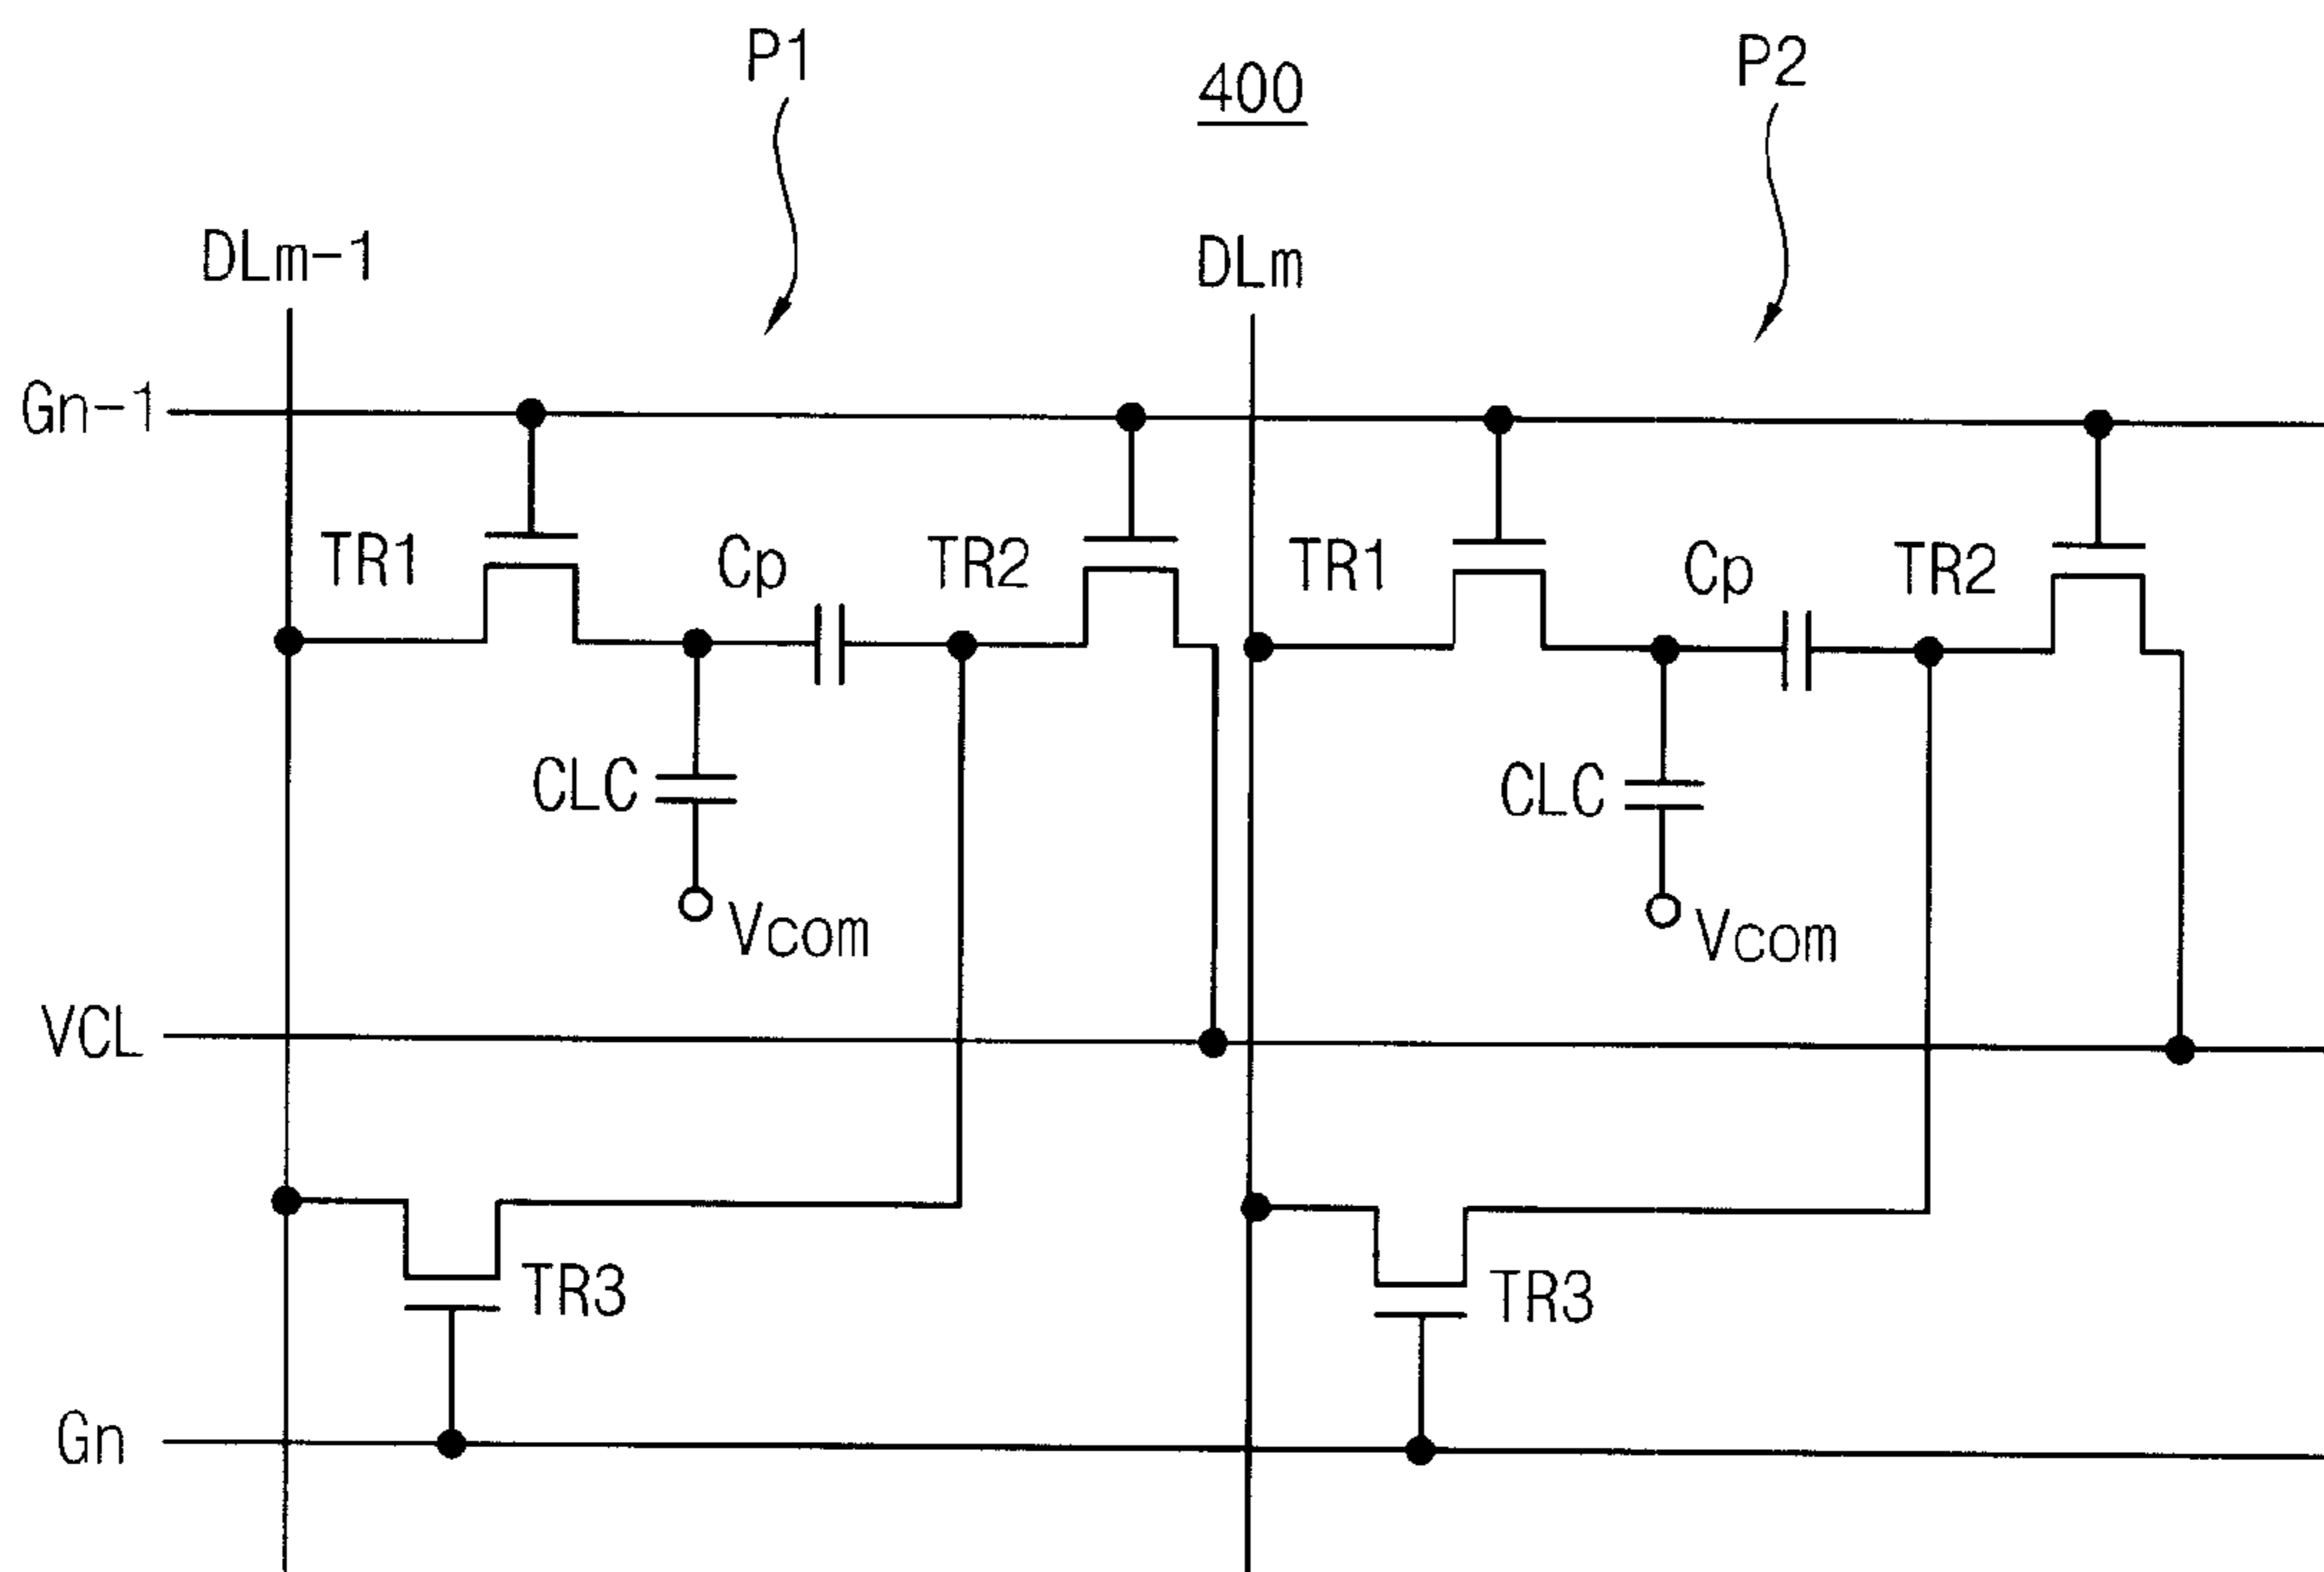 P1
400
P2
DLm-1
DLm
Gn-1
TR1
Cp
TR2
TR1
Cp
TR2
CLC
CLC
Vcom
Vcom
VCL
TR3
TR3
Gn